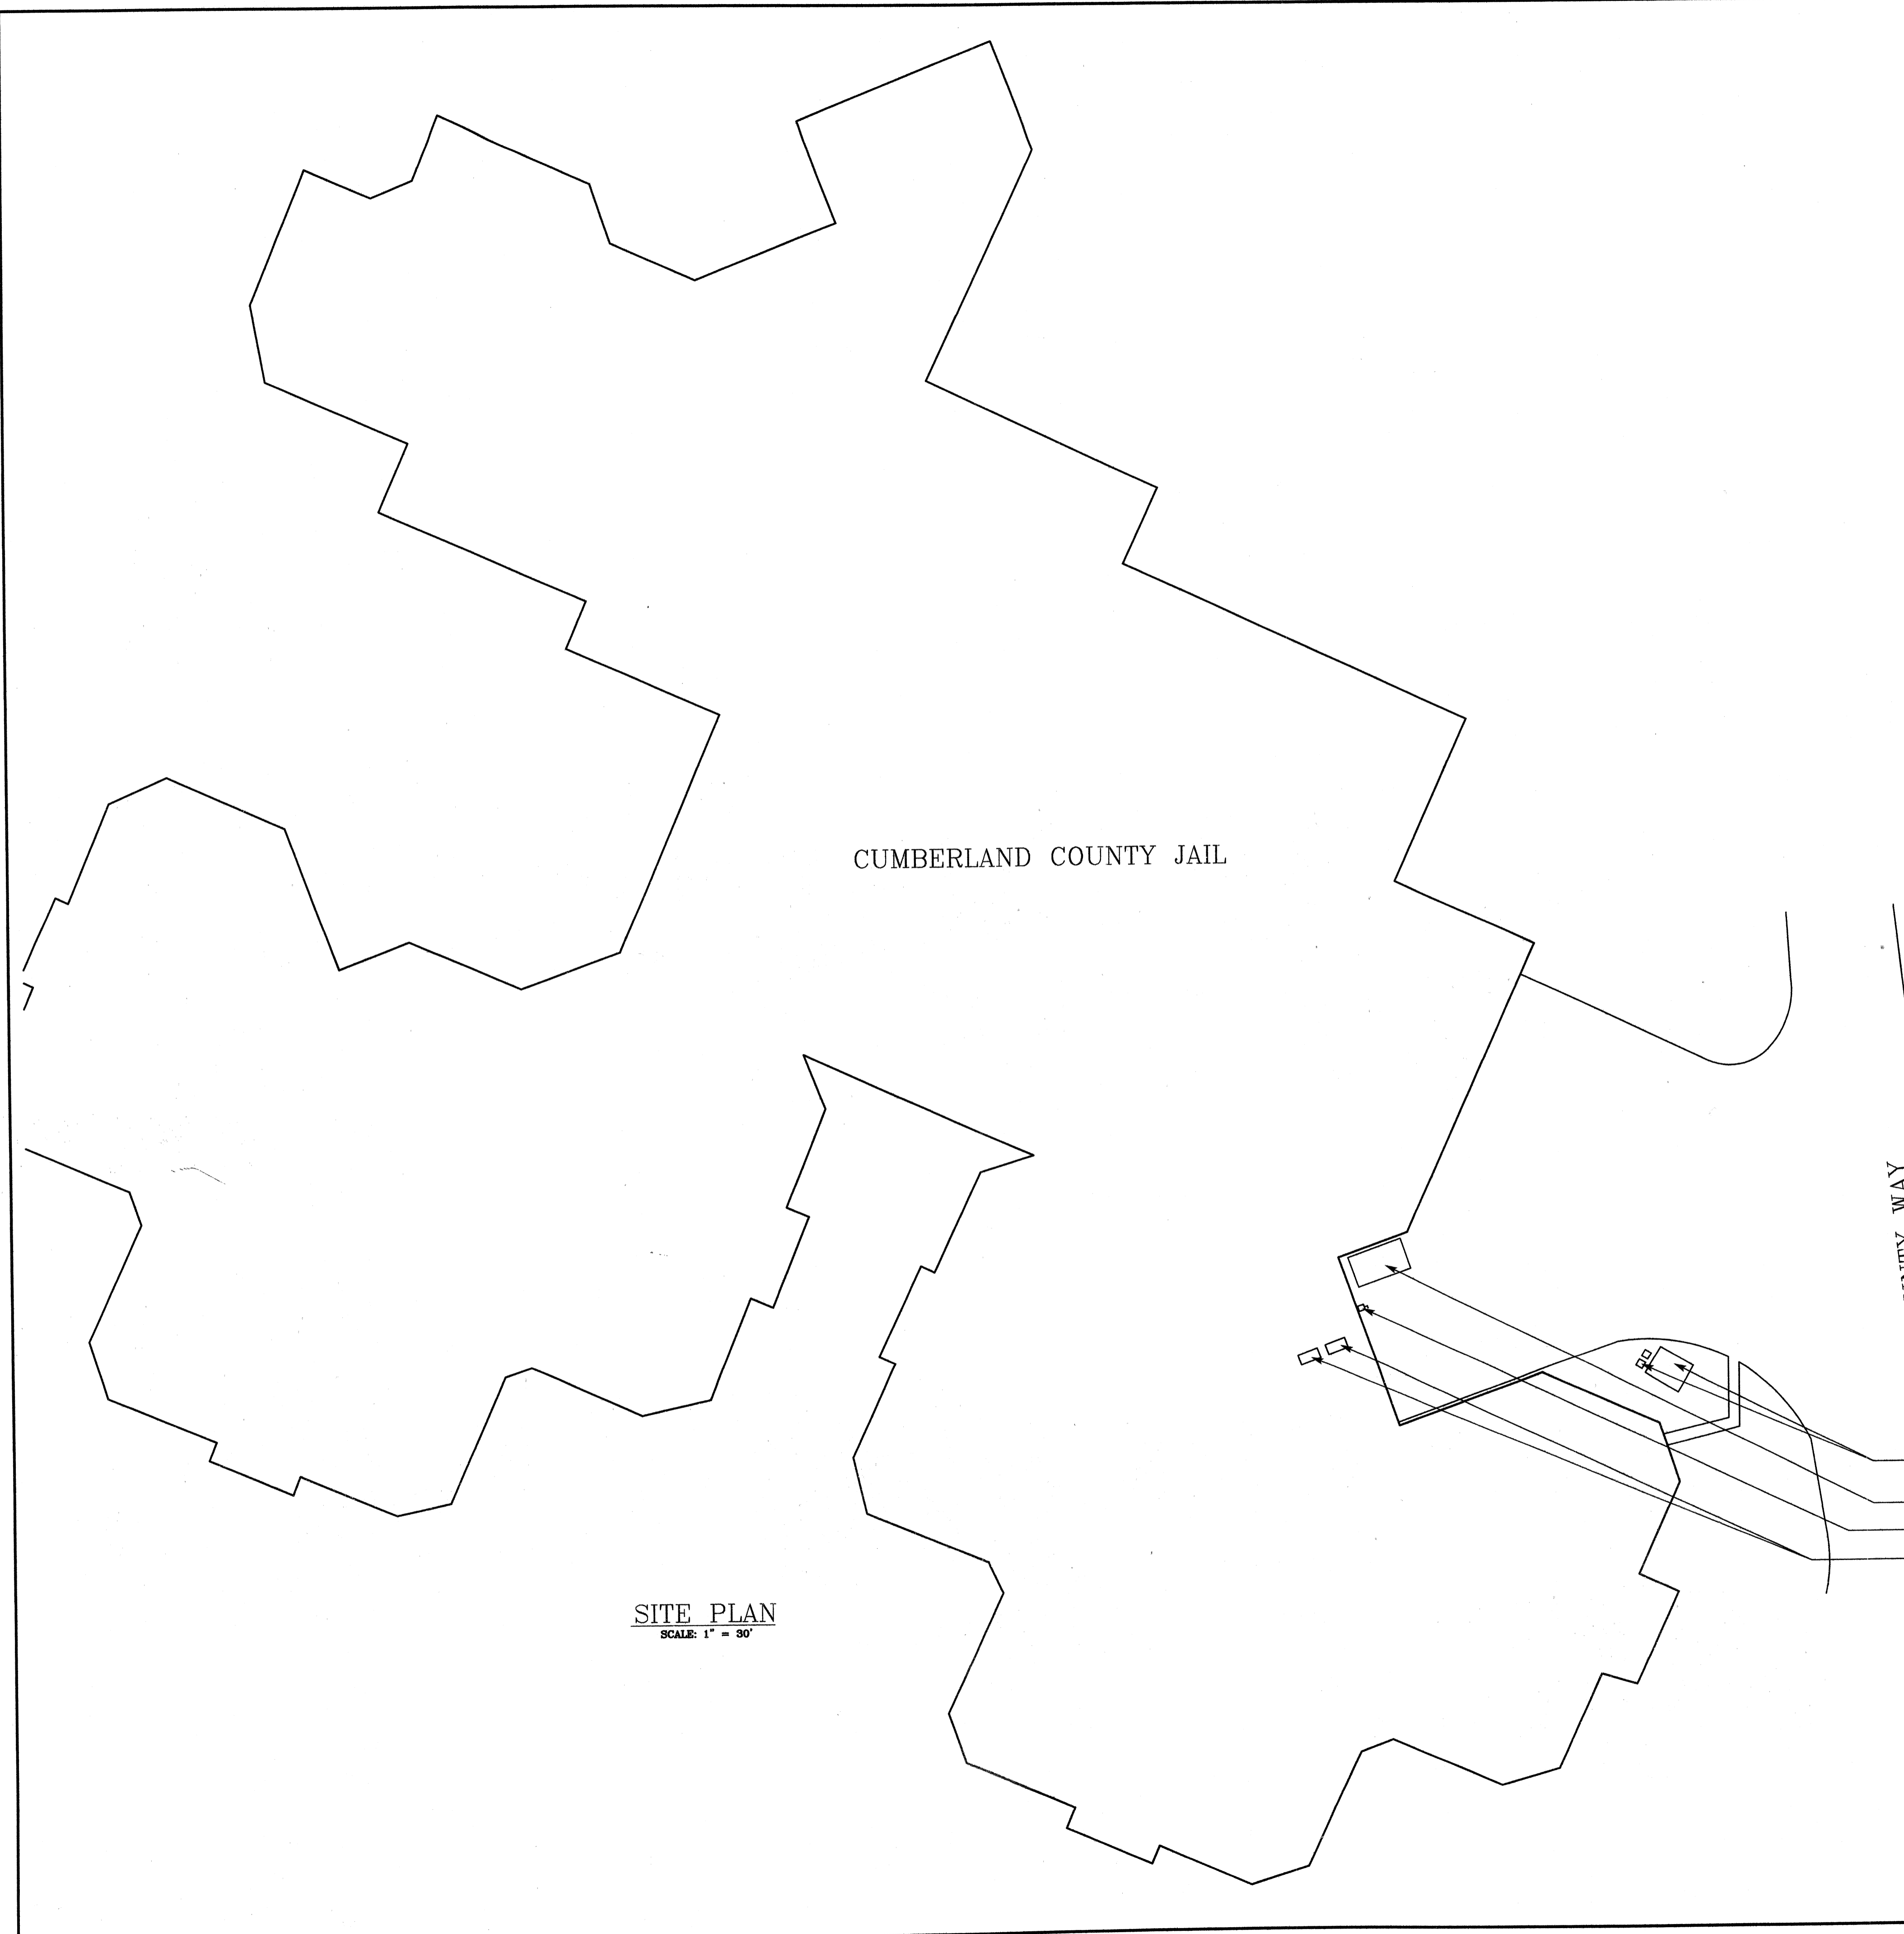 CUMBERLAND COUNTY JAIL
WAY
SITE PLAN
SCALE: 1" = 30'